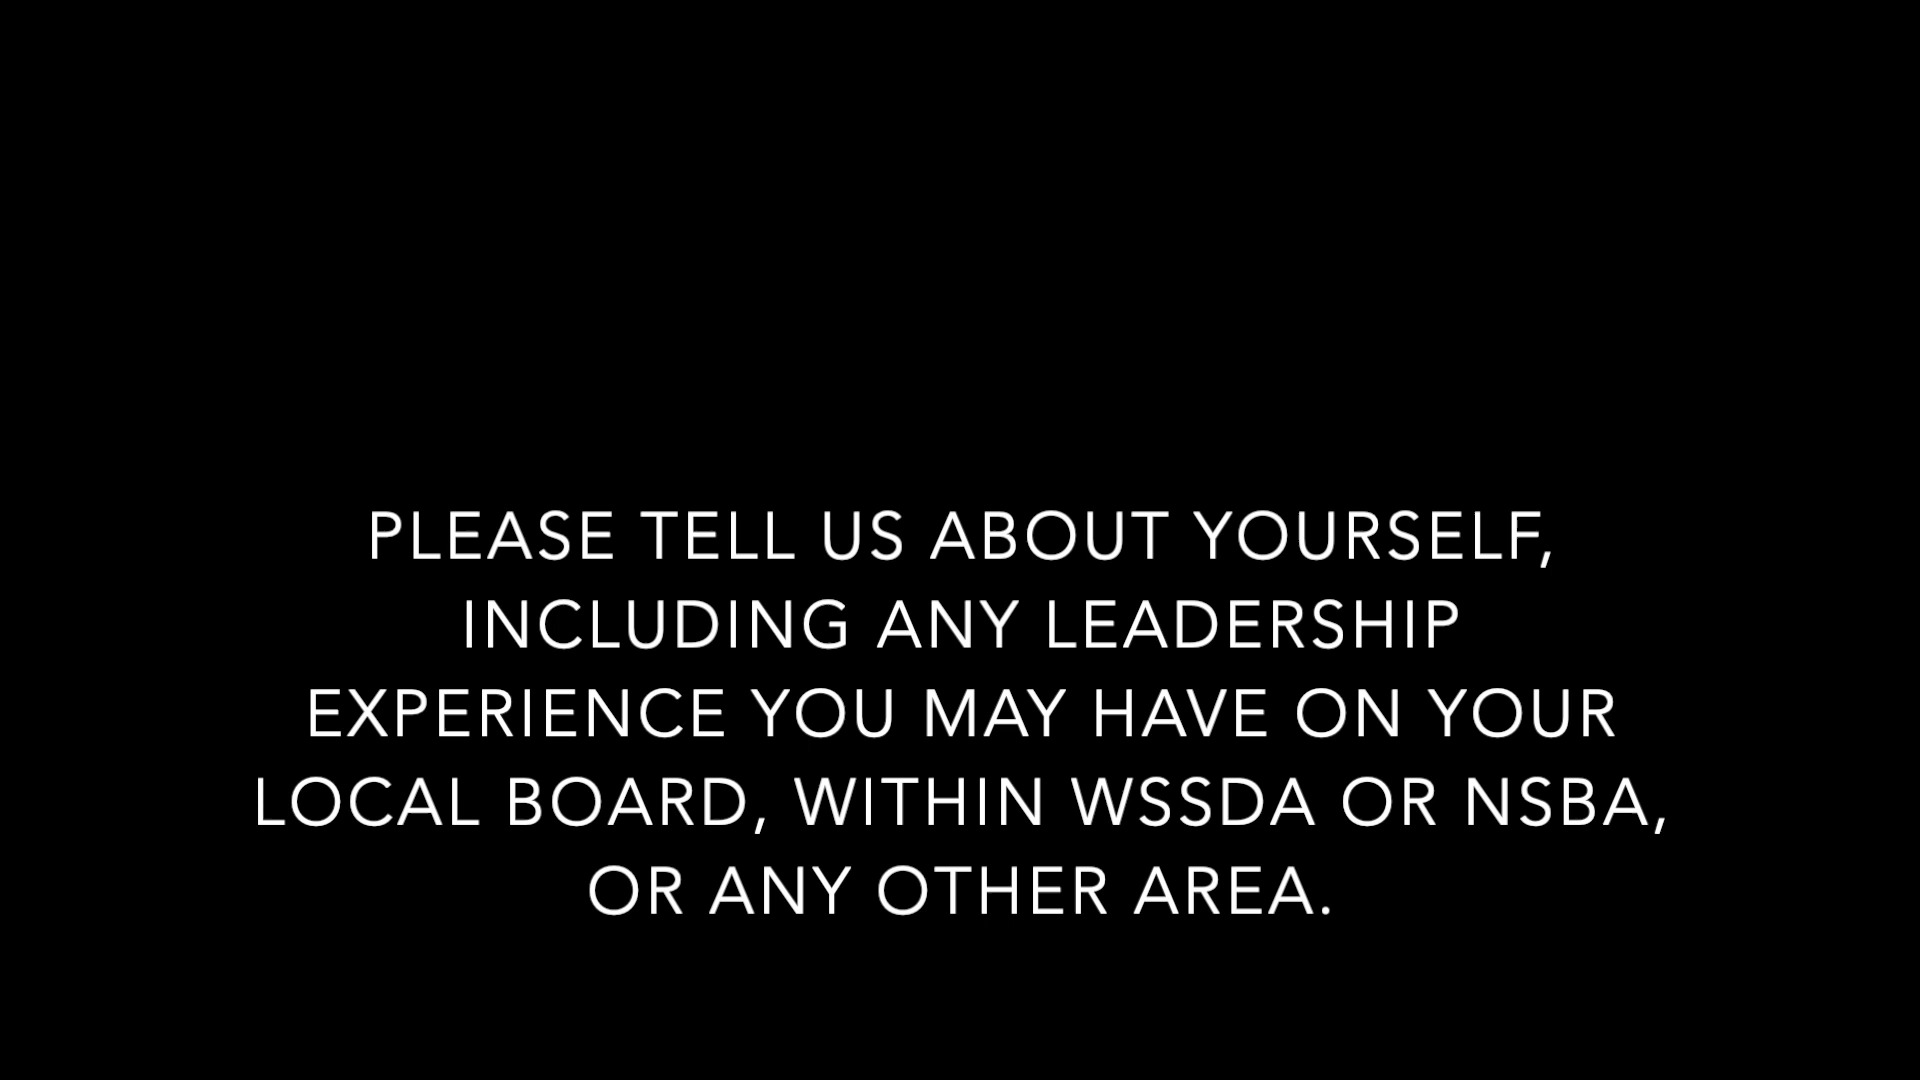 PLEASE TELL US ABOUT YOURSELF,
INCLUDING ANY LEADERSHIP
EXPERIENCE YOU MAY HAVE ON YOUR
LOCAL BOARD, WITHIN WSSDA OR NSBA,
OR ANY OTHER AREA.